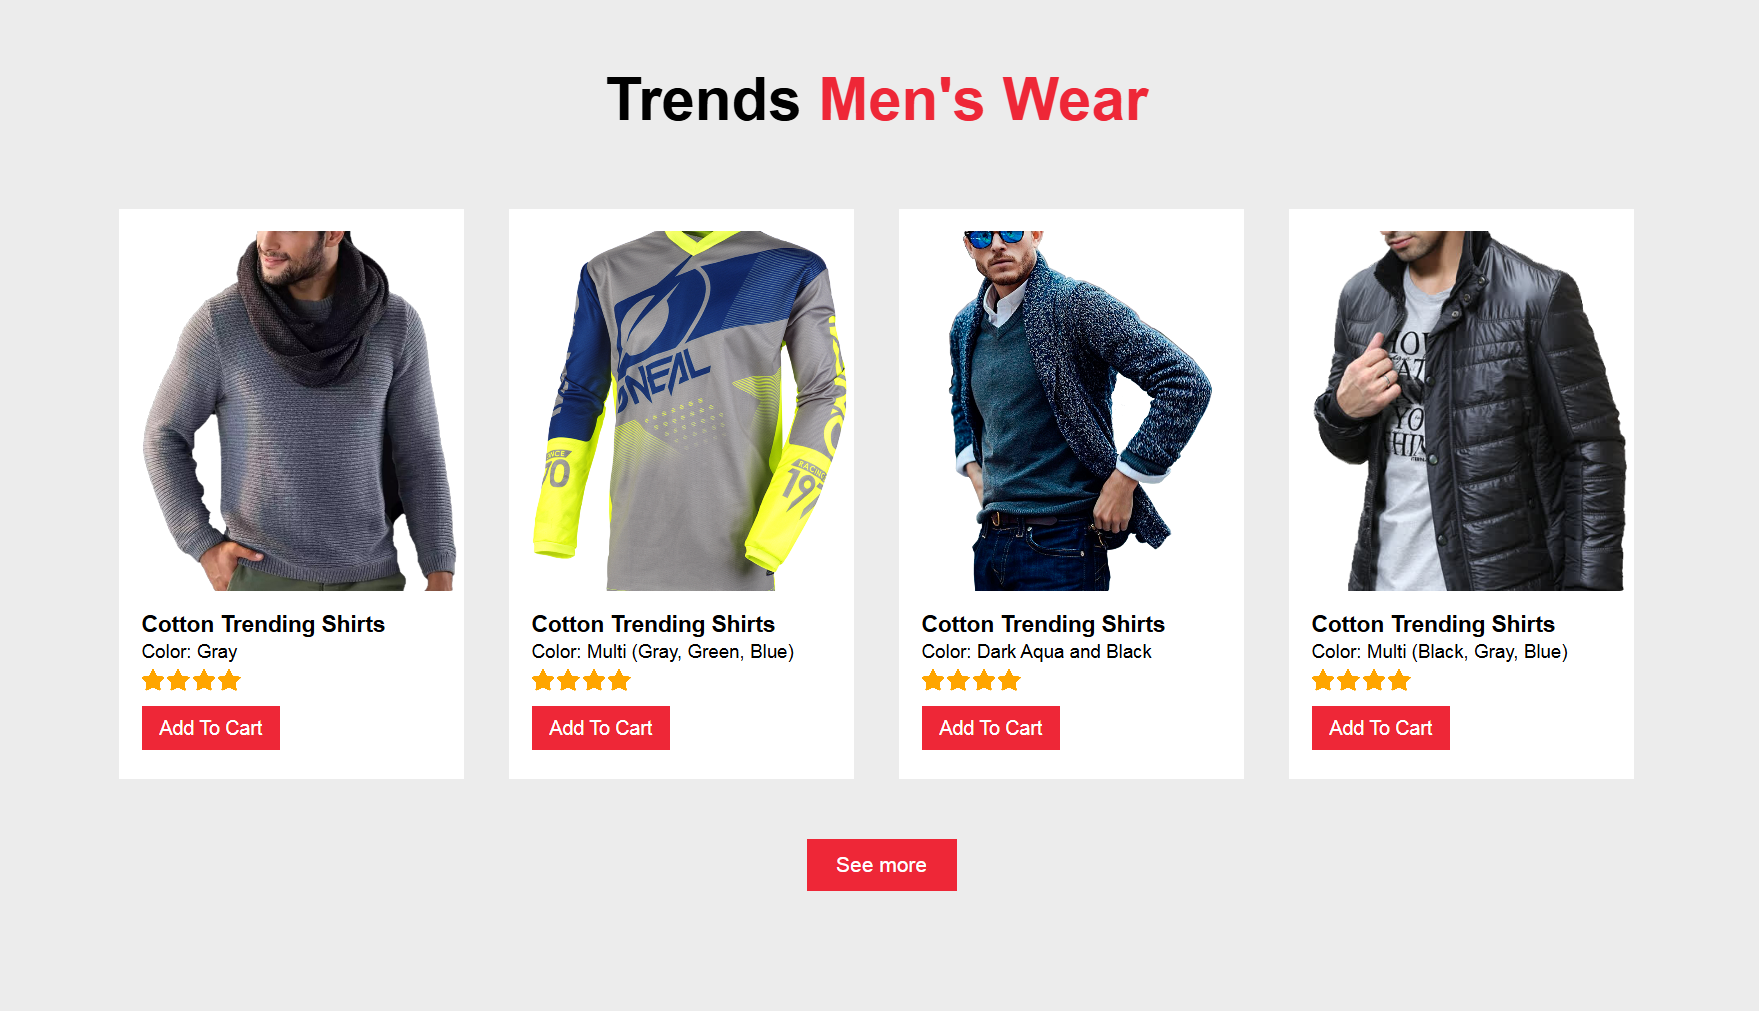 Trends Men's Wear
ONEAL
RACING
Cotton Trending Shirts
Color: Gray
Add To Cart
Cotton Trending Shirts
Color: Multi (Gray, Green, Blue)
Add To Cart
Cotton Trending Shirts
Color: Dark Aqua and Black
Add To Cart
Cotton Trending Shirts
Color: Multi (Black, Gray, Blue)
Add To Cart
See more